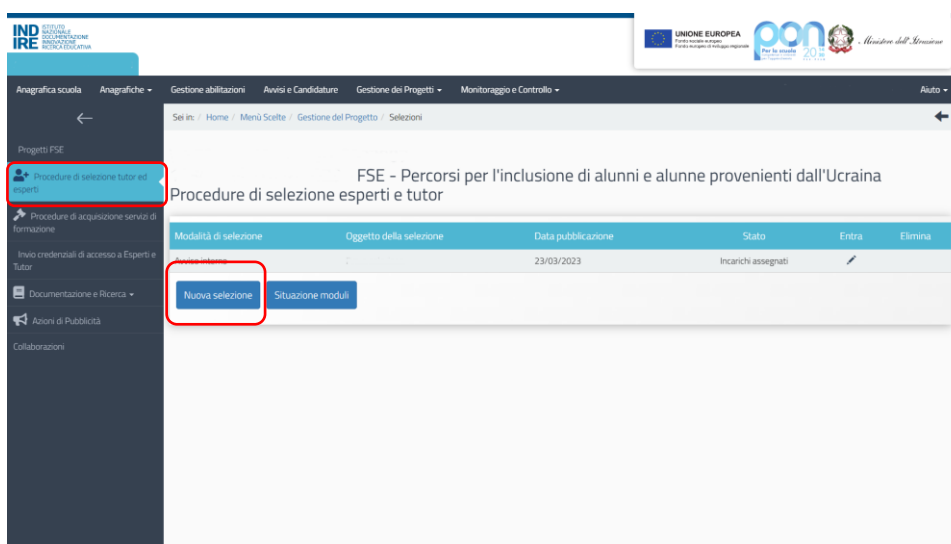 IND
IRE
ISTITUTO
NAZIONALE
DOCUMENTAZIONE
INNOVAZIONE
RICERCA EDUCATIVA
UNIONE EUROPEA
Fondo sociale europeo
Fondo europeo di sviluppo regionale
pon
Per la scuola
Ministero dell'Istruzione
Anagrafica scuola Anagrafiche Gestione abilitazioni Avvisi e Candidature Gestione dei Progetti Monitoraggio e Controllo Aiuto
Sei in: / Home / Menù Scelte / Gestione del Progetto / Selezioni
Progetti FSE
Procedure di selezione tutor ed
esperti
Procedure di acquisizione servizi di
formazione
Invio credenziali di accesso a Esperti e
Tutor
Documentazione e Ricerca
Azioni di Pubblicità
Collaborazioni
FSE - Percorsi per l'inclusione di alunni e alunne provenienti dall'Ucraina
Procedure di selezione esperti e tutor
Modalità di selezione Oggetto della selezione Data pubblicazione Stato Entra Elimina
Avviso interno 23/03/2023 Incarichi assegnati
Nuova selezione Situazione moduli